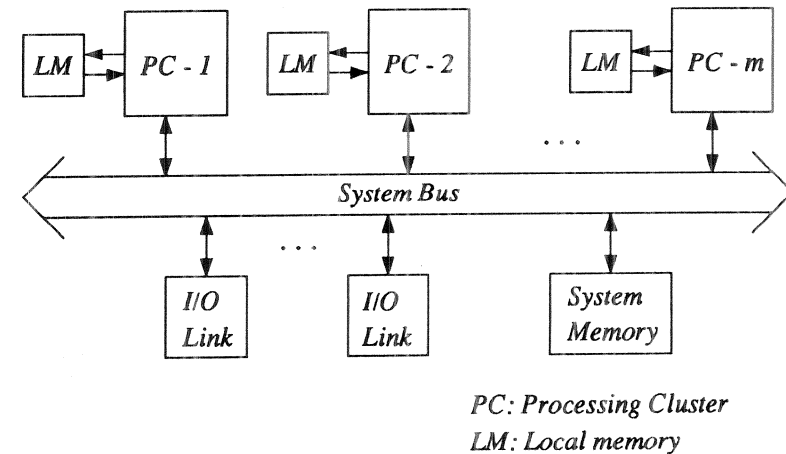 LM
PC - 1
LM
PC - 2
LM
PC - m
...
System Bus
...
I/O
Link
I/O
Link
System
Memory
PC: Processing Cluster
LM: Local memory